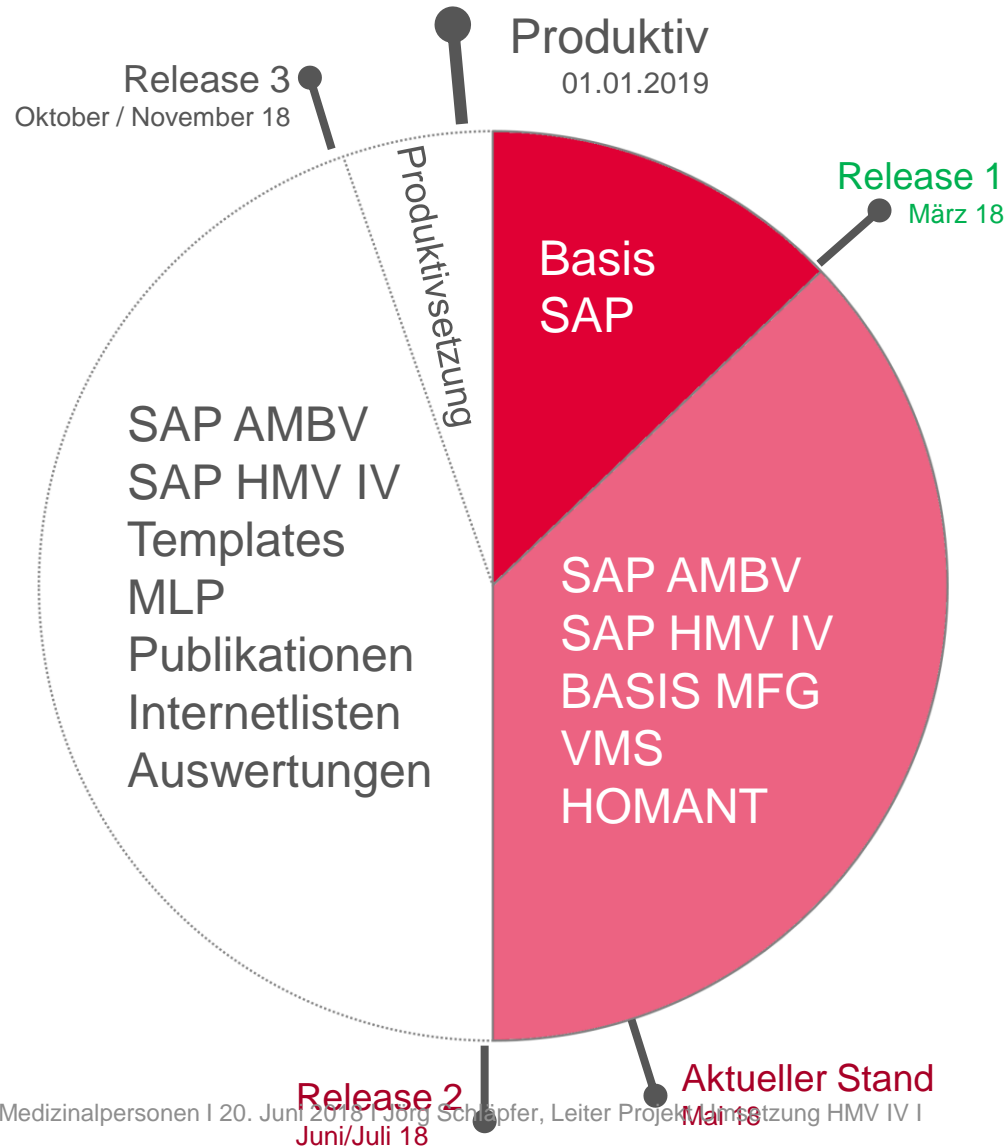 Produktiv
01.01.2019
Release 3
Oktober / November 18
Release 1
März 18
Produktivsetzung
Basis
SAP
SAP AMBV
SAP HMV IV
Templates
MLP
Publikationen
Internetlisten
Auswertungen
SAP AMBV
SAP HMV IV
BASIS MFG
VMS
HOMANT
Aktueller Stand
Mai 18
Release 2
Juni/Juli 18
Medizinalpersonen I 20. Juni 2018 I Jörg Schläpfer, Leiter Projekt Umsetzung HMV IV I